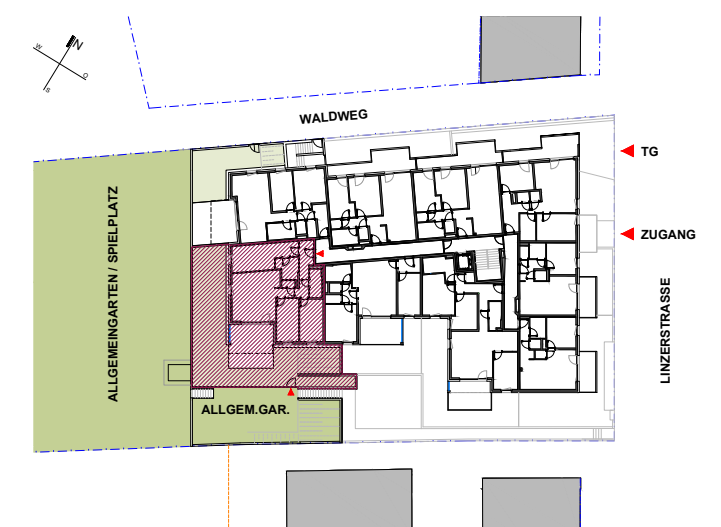 N
W
O
S
WALDWEG
TG
ZUGANG
ALLGEMEINGARTEN / SPIELPLATZ
LINZERSTRASSE
ALLGEM.GAR.